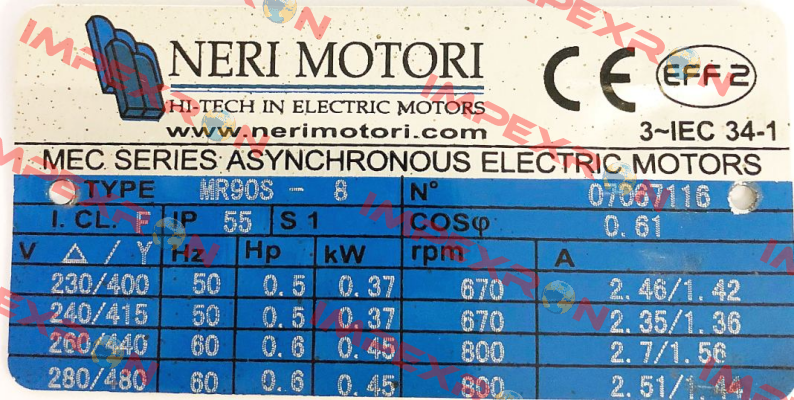 NERI MOTORI
HI-TECH IN ELECTRIC MOTORS
www.nerimotori.com
CE EFF 2
3~IEC 34-1
MEC SERIES ASYNCHRONOUS ELECTRIC MOTORS
TYPE MR90S - 8 N°
I. CL. F IP 55 S 1 COSφ 0.61
V △ / Y Hz Hp kW rpm A
230/400 50 0.5 0.37 670 2.46/1.42
240/415 50 0.5 0.37 670 2.35/1.36
260/440 60 0.6 0.45 800 2.7/1.56
280/480 60 0.6 0.45 800 2.51/1.44
IMPEXRON